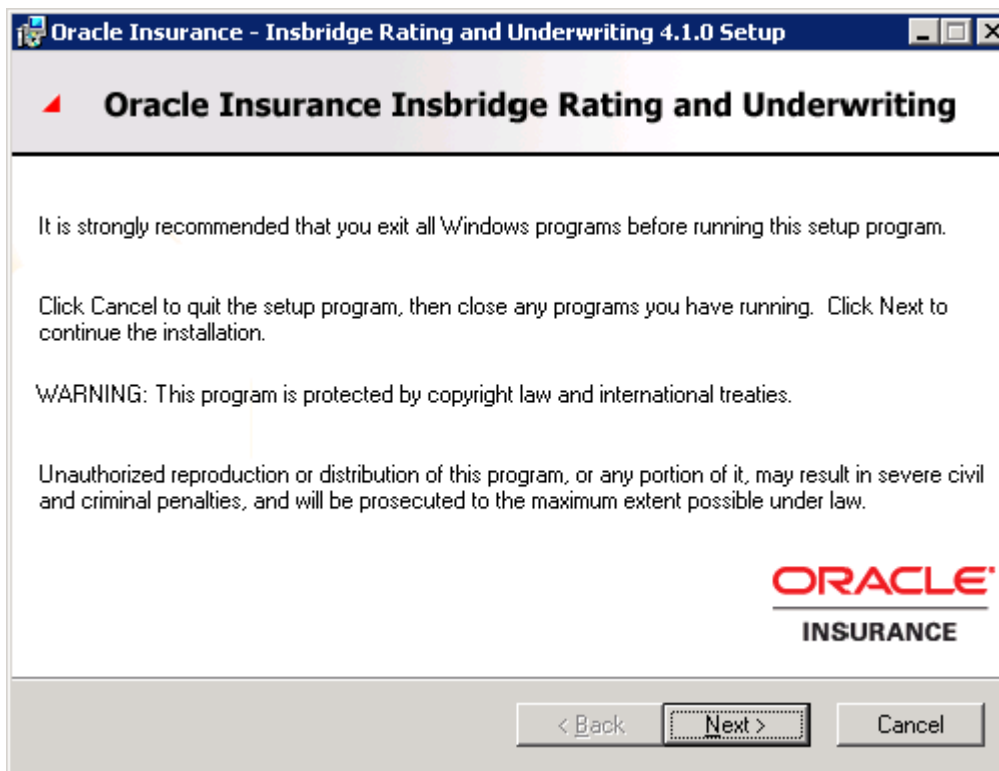 Oracle Insurance - Insbridge Rating and Underwriting 4.1.0 Setup
Oracle Insurance Insbridge Rating and Underwriting
It is strongly recommended that you exit all Windows programs before running this setup program.
Click Cancel to quit the setup program, then close any programs you have running.  Click Next to
continue the installation.
WARNING: This program is protected by copyright law and international treaties.
Unauthorized reproduction or distribution of this program, or any portion of it, may result in severe civil
and criminal penalties, and will be prosecuted to the maximum extent possible under law.
ORACLE
INSURANCE
< Back
Next >
Cancel